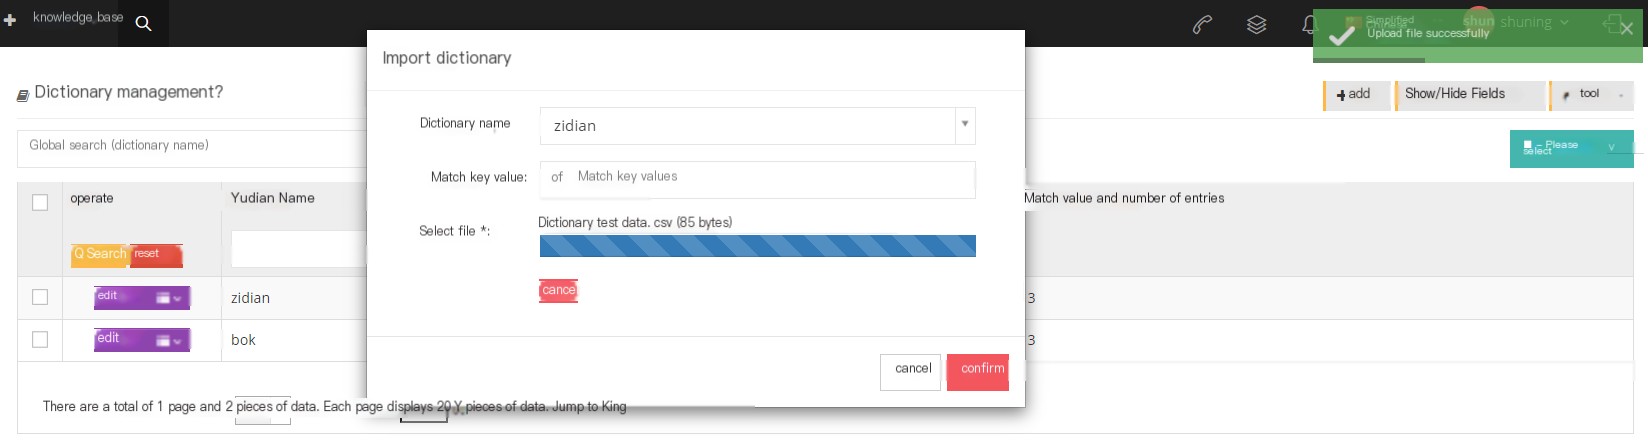 knowledge_base
Simplified
shun shuning
Upload file successfully
Import dictionary
Dictionary management?
add
Show/Hide Fields
tool
Dictionary name
zidian
Global search (dictionary name)
- Please
select
Match key value:
of Match key values
operate
Yudian Name
Match value and number of entries
Select file *:
Dictionary test data. csv (85 bytes)
Q Search
reset
cance
edit
zidian
3
edit
bok
3
cancel
confirm
There are a total of 1 page and 2 pieces of data. Each page displays 20 Y pieces of data. Jump to King